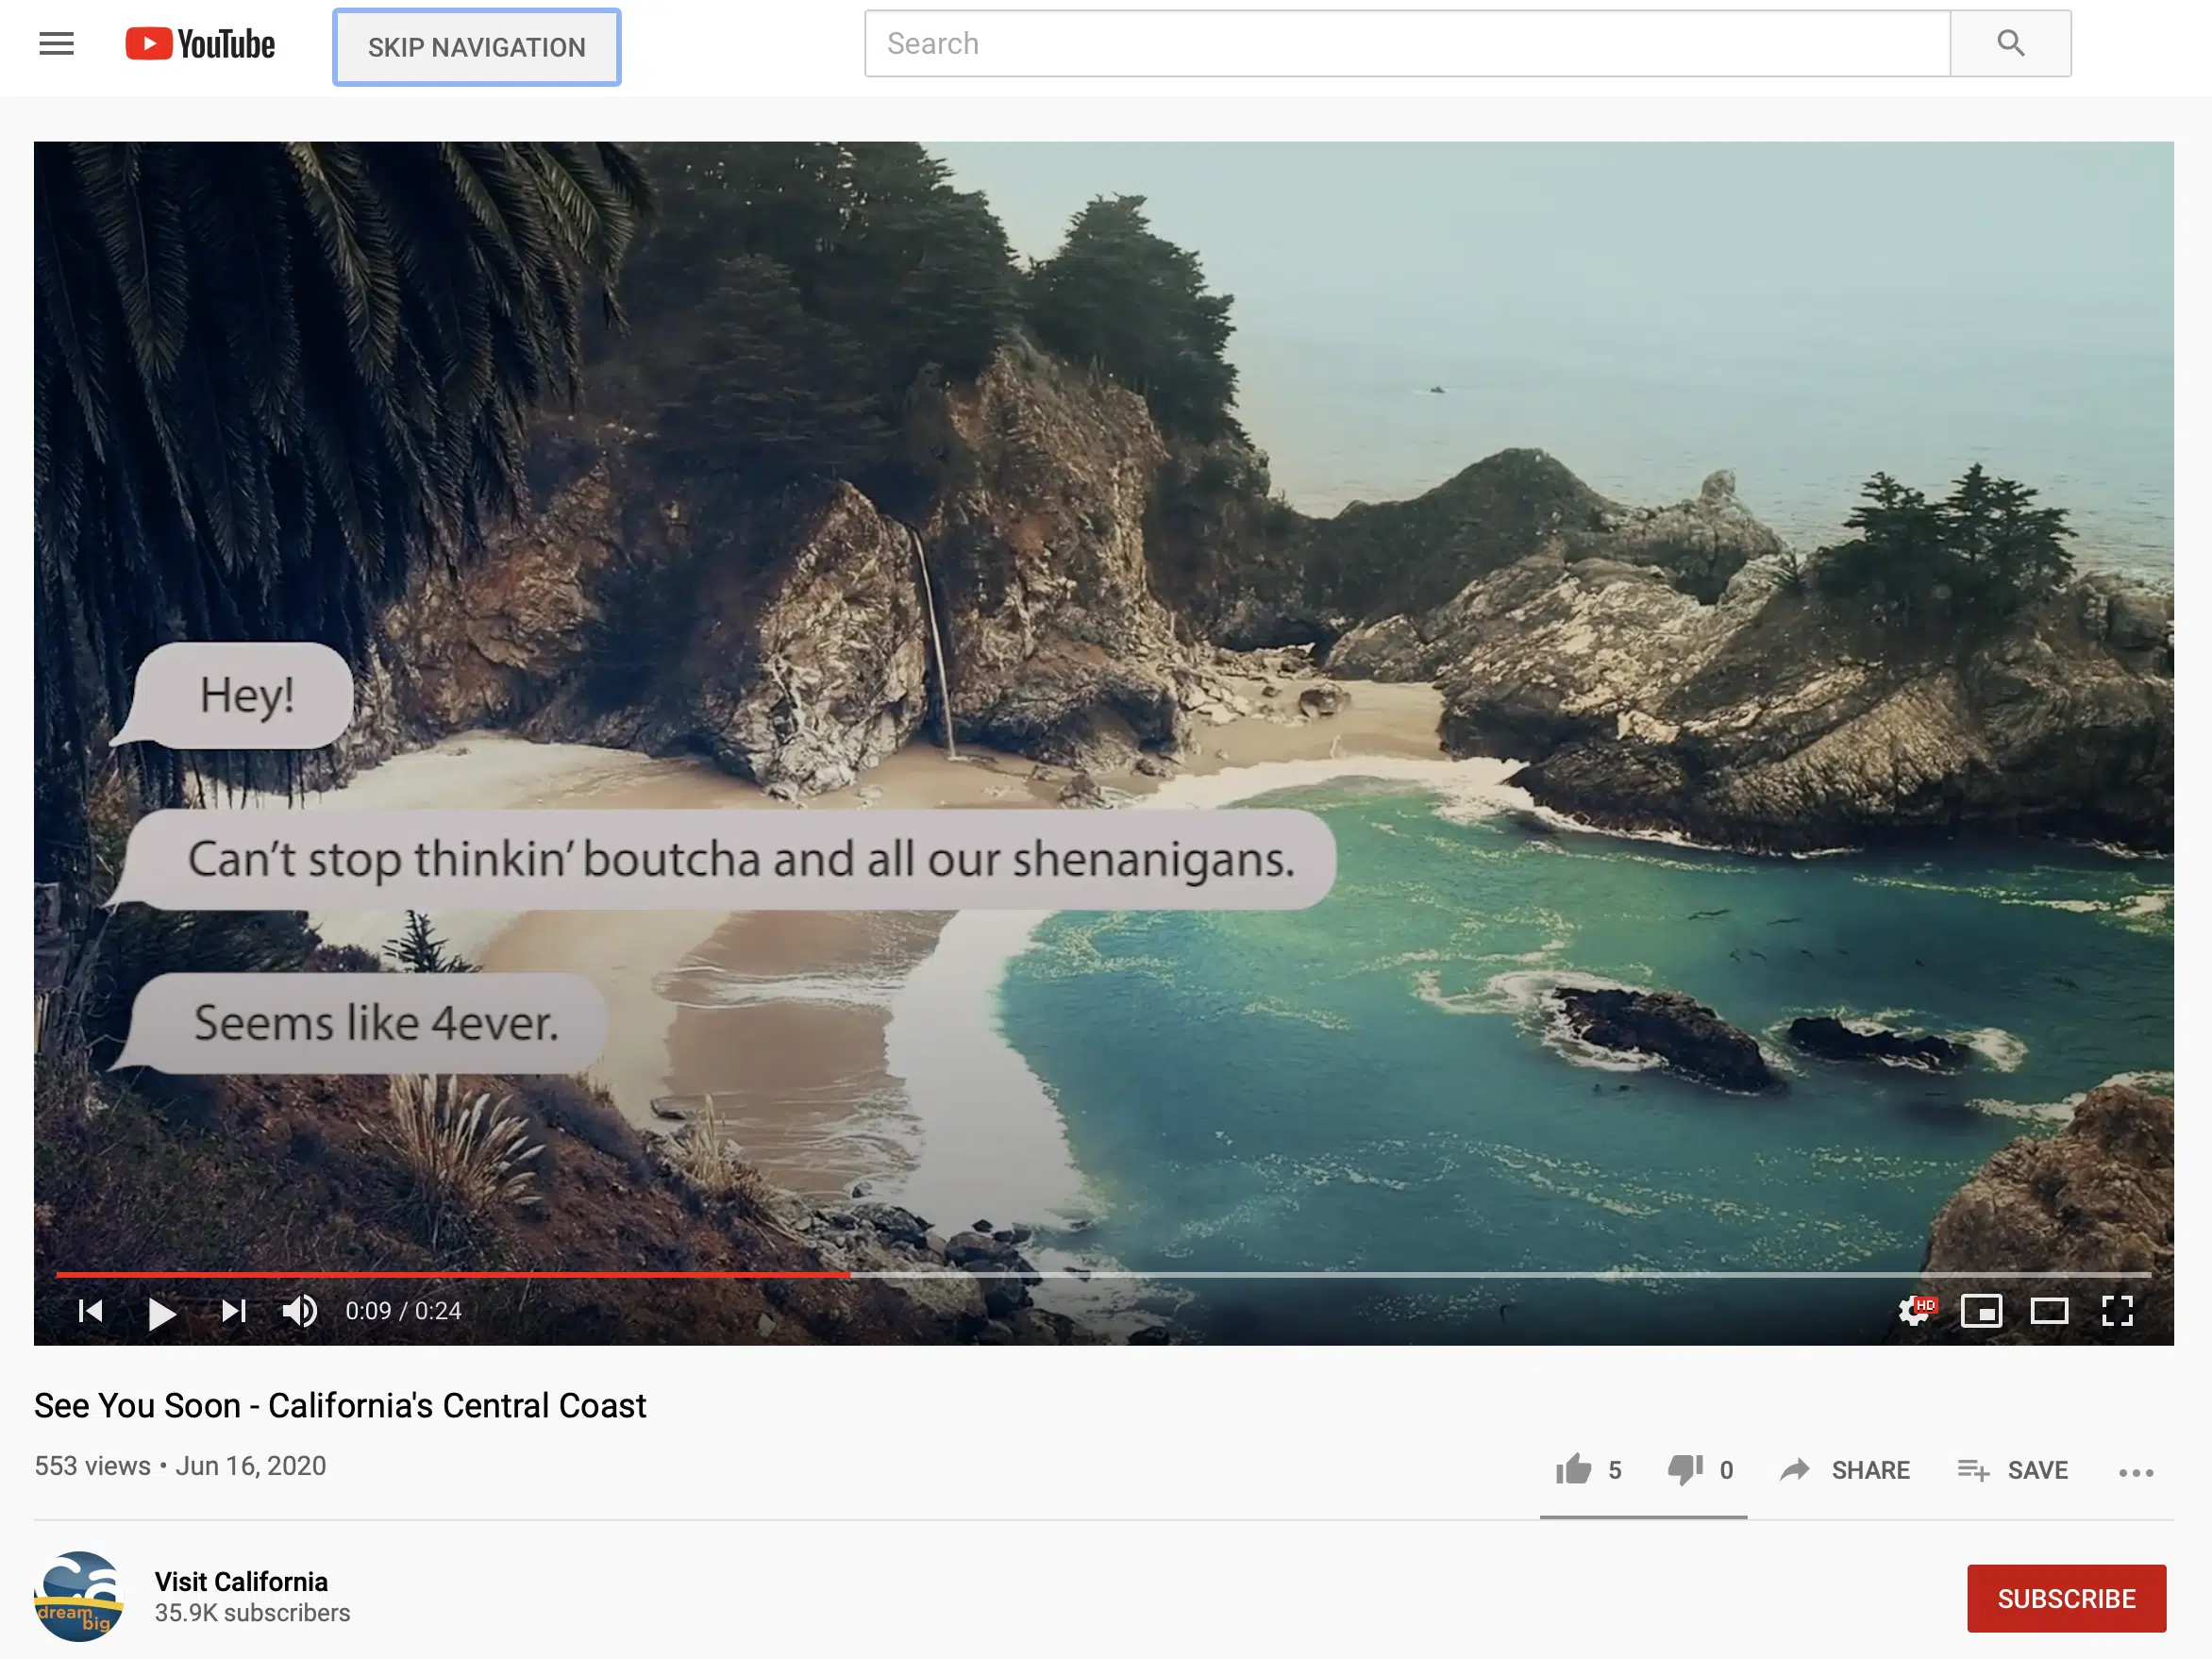 YouTube
SKIP NAVIGATION
Search
Hey!
Can't stop thinkin' boutcha and all our shenanigans.
Seems like 4ever.
0:09 / 0:24
HD
See You Soon - California's Central Coast
553 views • Jun 16, 2020
5
0
SHARE
SAVE
ca
dream
big
Visit California
35.9K subscribers
SUBSCRIBE